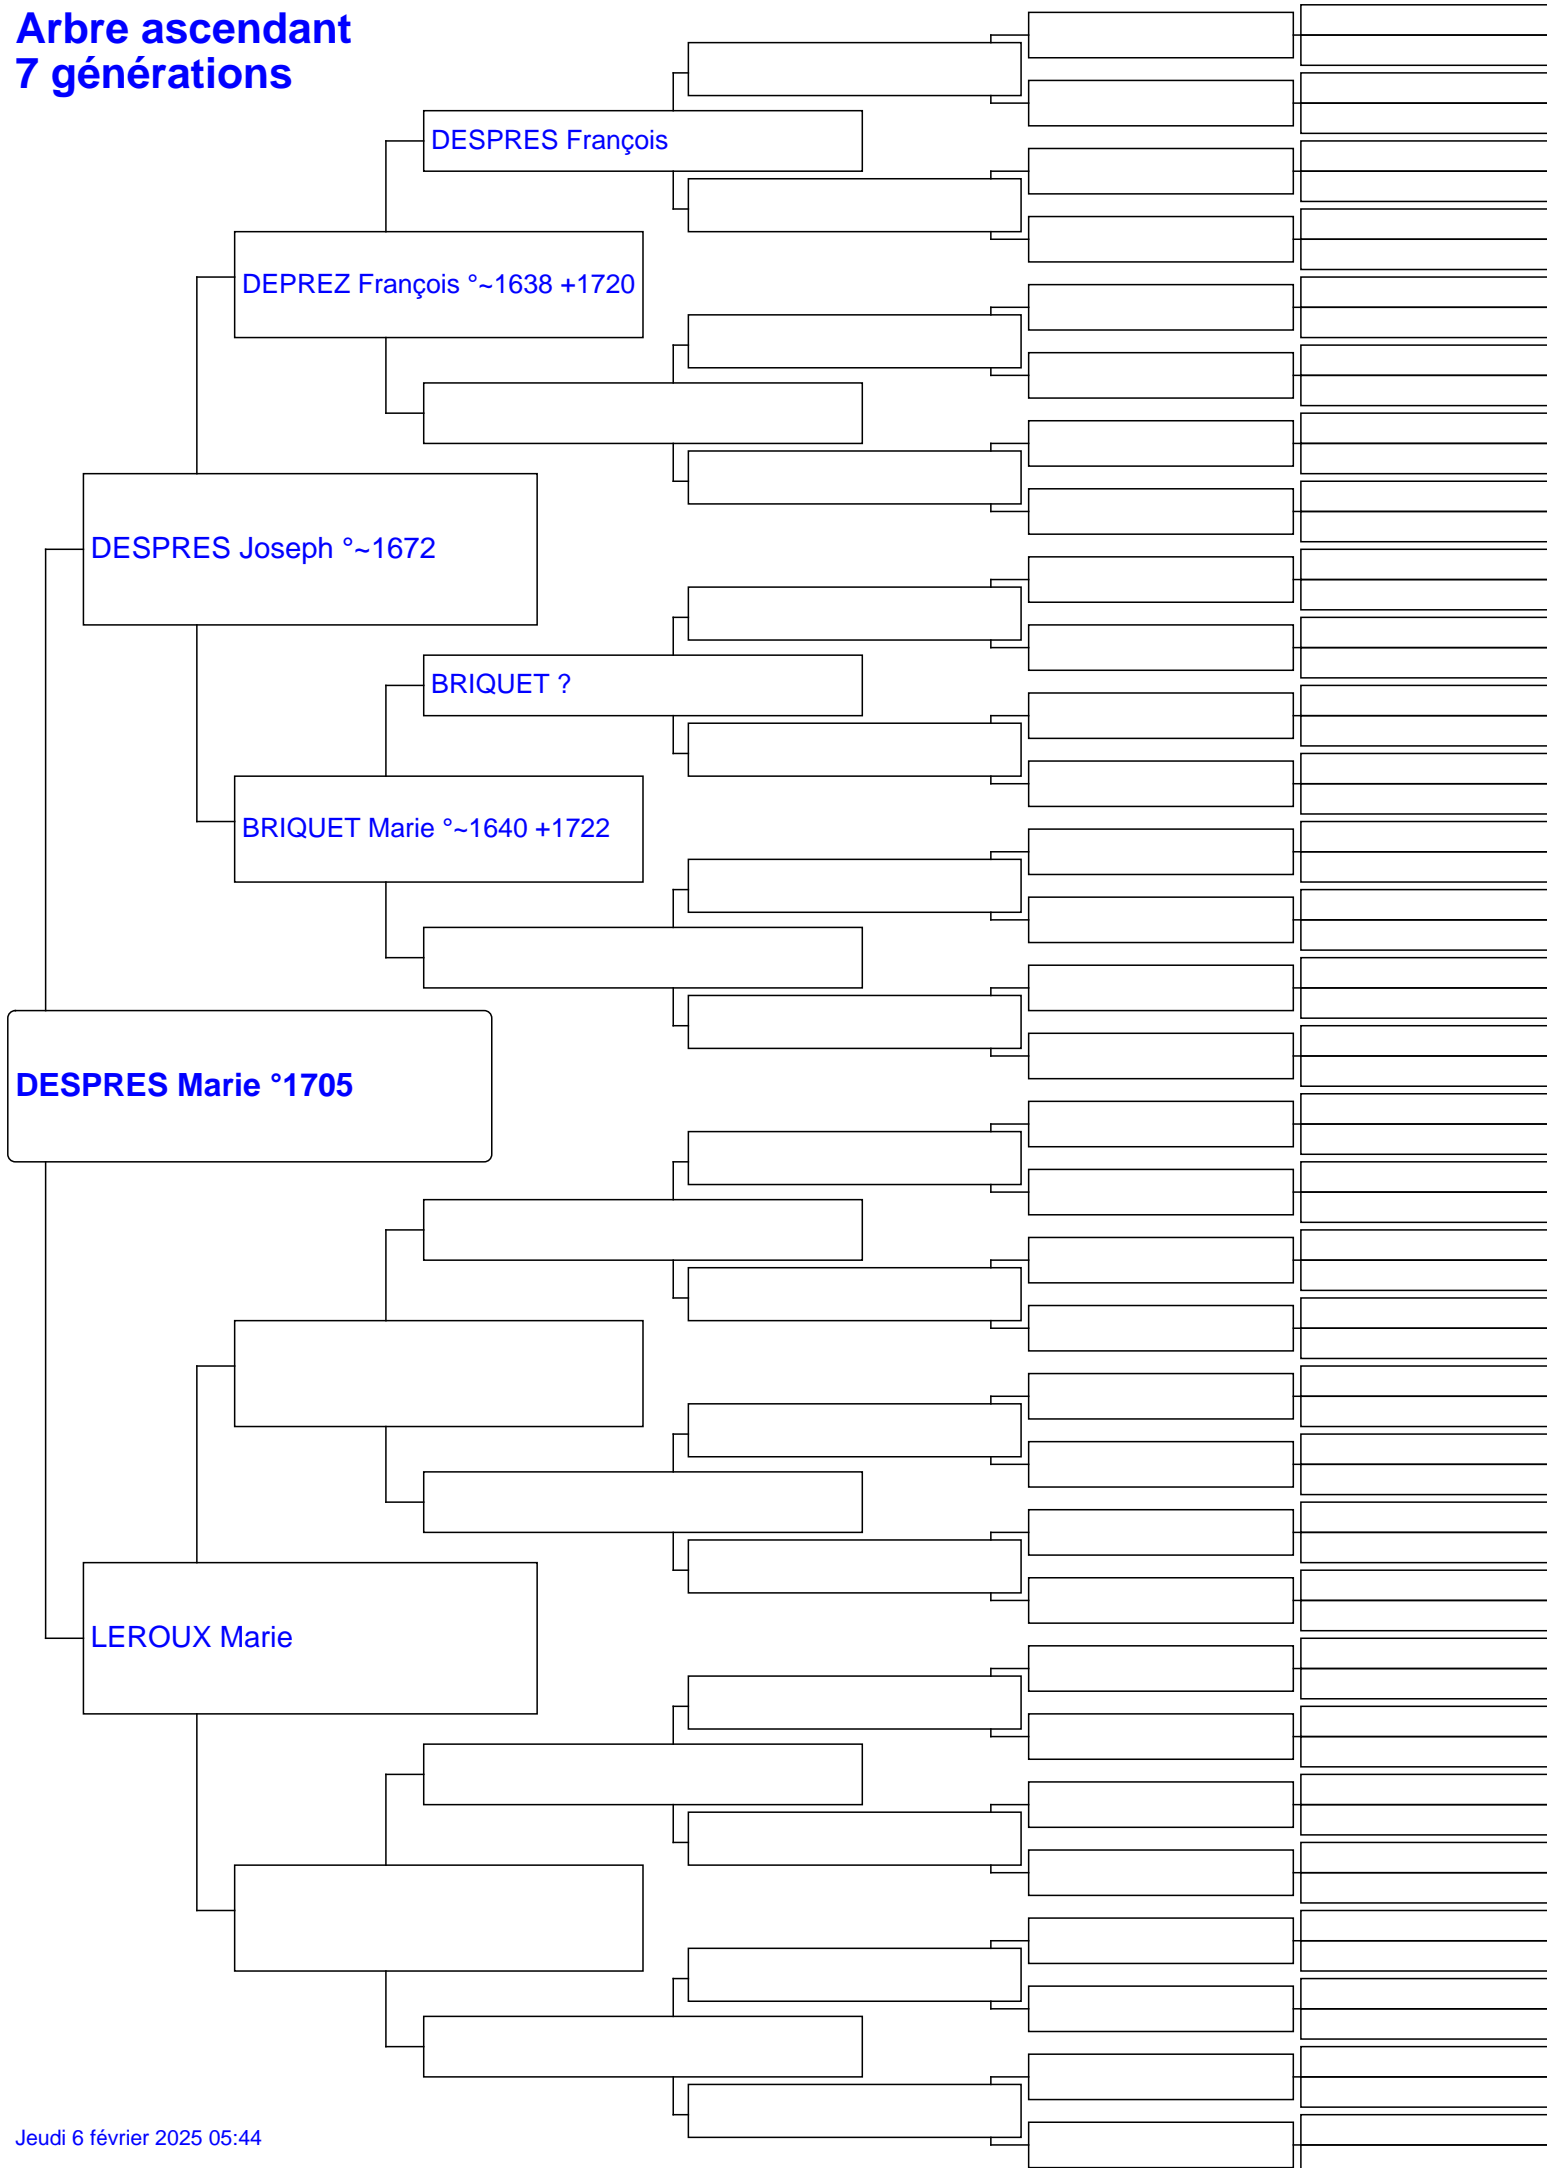 Arbre ascendant
7 générations
DESPRES François
DEPREZ François °~1638 +1720
DESPRES Joseph °~1672
BRIQUET ?
BRIQUET Marie °~1640 +1722
DESPRES Marie °1705
LEROUX Marie
Jeudi 6 février 2025 05:44